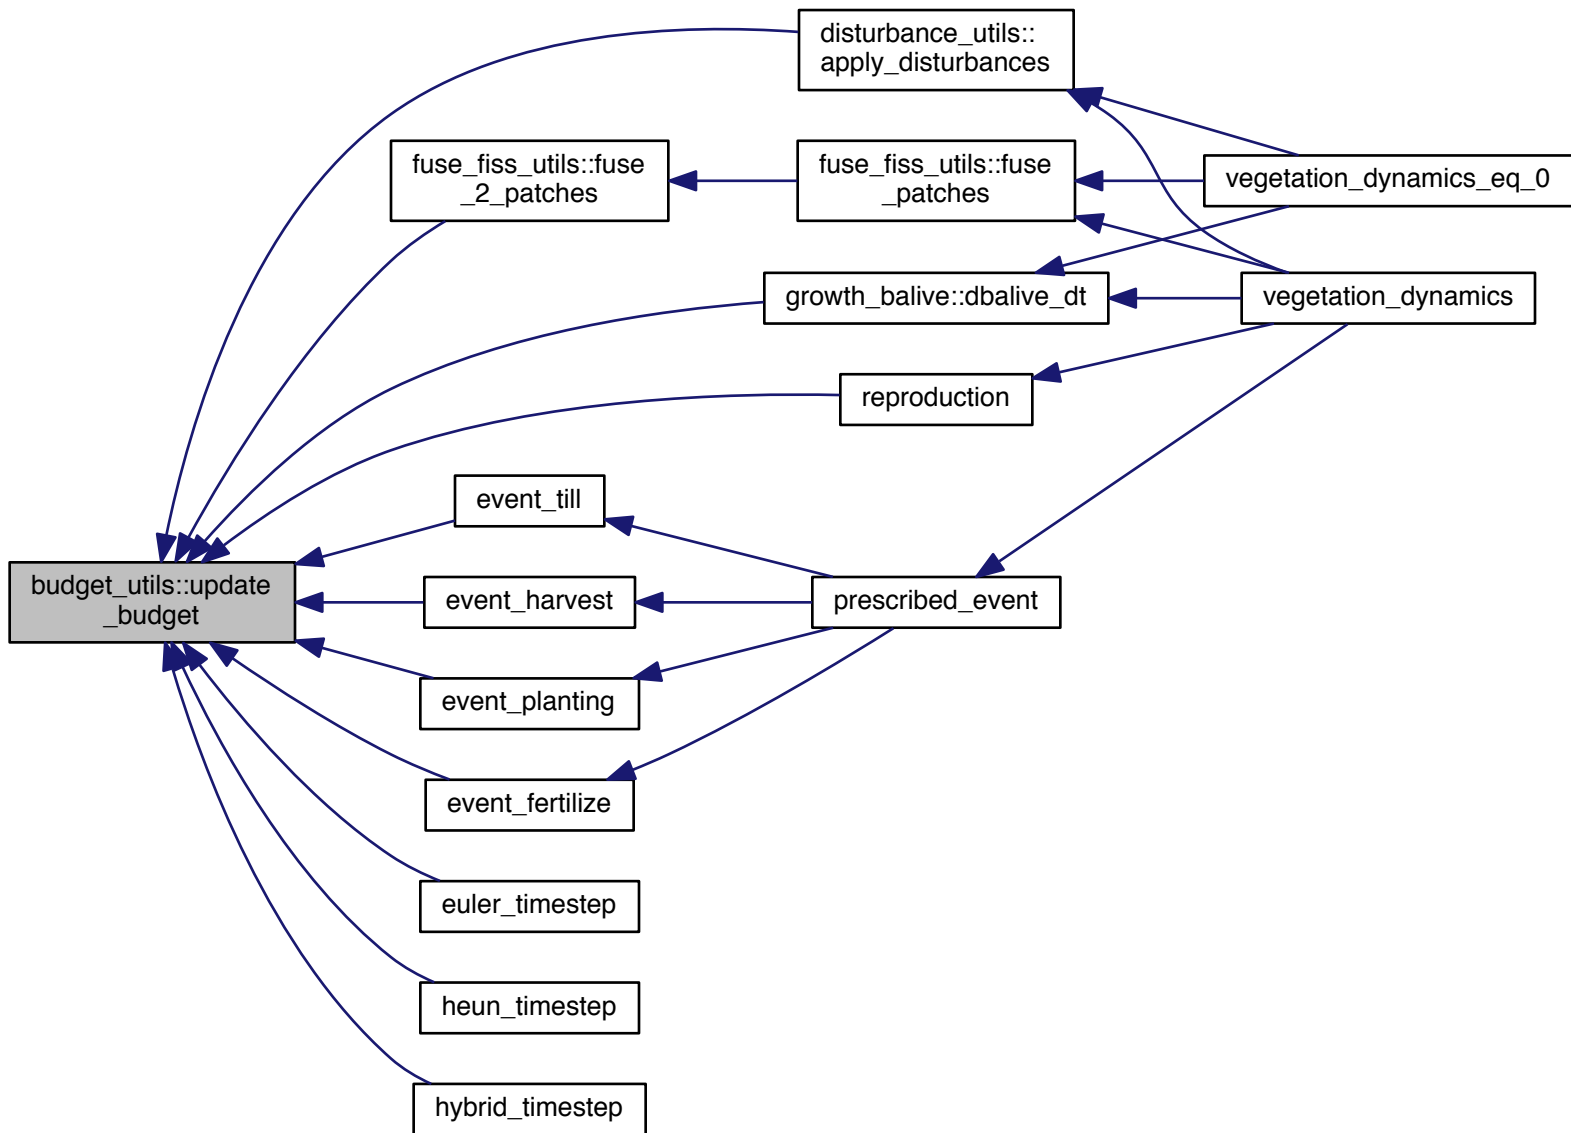 disturbance_utils::
apply_disturbances
fuse_fiss_utils::fuse
_2_patches
fuse_fiss_utils::fuse
_patches
vegetation_dynamics_eq_0
growth_balive::dbalive_dt
vegetation_dynamics
reproduction
event_till
budget_utils::update
_budget
event_harvest
prescribed_event
event_planting
event_fertilize
euler_timestep
heun_timestep
hybrid_timestep